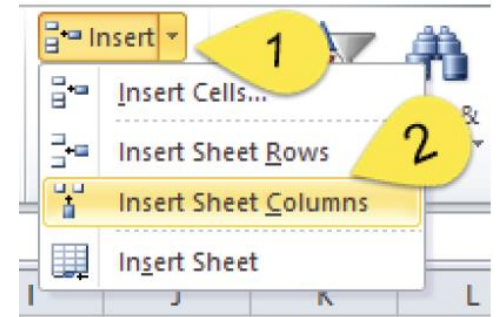 Insert
1
Insert Cells...
&
2
Insert Sheet Rows
Insert Sheet Columns
Insert Sheet
I J K L